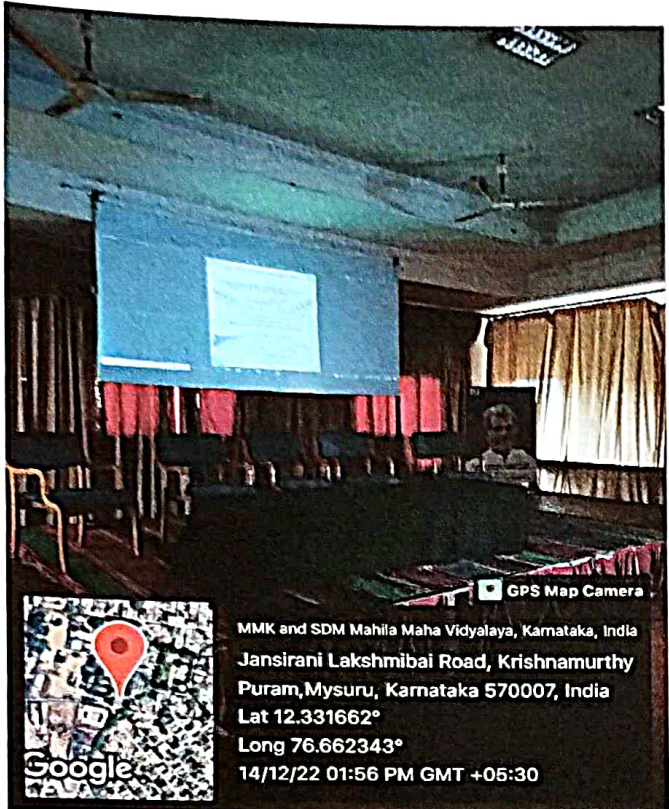 GPS Map Camera
MMK and SDM Mahila Maha Vidyalaya, Karnataka, India
Jansirani Lakshmibai Road, Krishnamurthy
Puram,Mysuru, Karnataka 570007, India
Lat 12.331662°
Long 76.662343°
14/12/22 01:56 PM GMT +05:30
Google